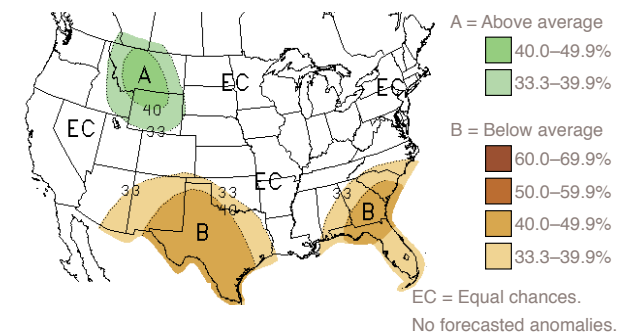 A = Above average
40.0–49.9%
33.3–39.9%
B = Below average
60.0–69.9%
50.0–59.9%
40.0–49.9%
33.3–39.9%
EC = Equal chances.
No forecasted anomalies.
A
EC
EC
40
EC
33
EC
33
33
33
40
B
B